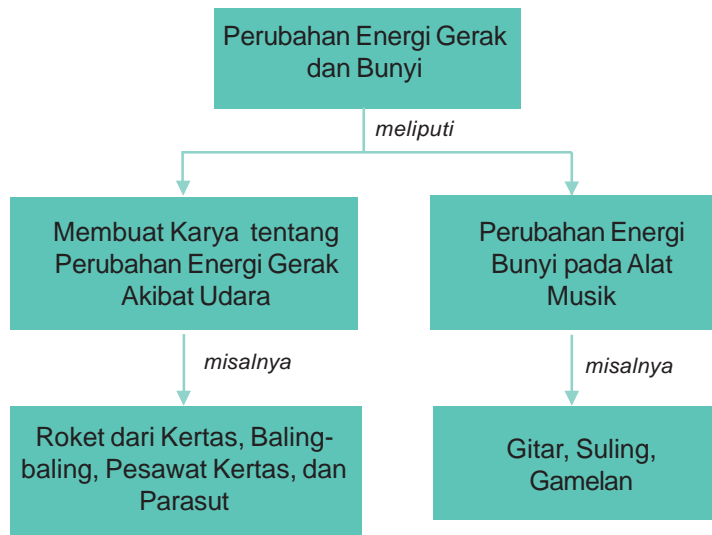 Perubahan Energi Gerak
dan Bunyi
meliputi
Membuat Karya tentang
Perubahan Energi Gerak
Akibat Udara
Perubahan Energi
Bunyi pada Alat
Musik
misalnya
misalnya
Roket dari Kertas, Baling-
baling, Pesawat Kertas, dan
Parasut
Gitar, Suling,
Gamelan